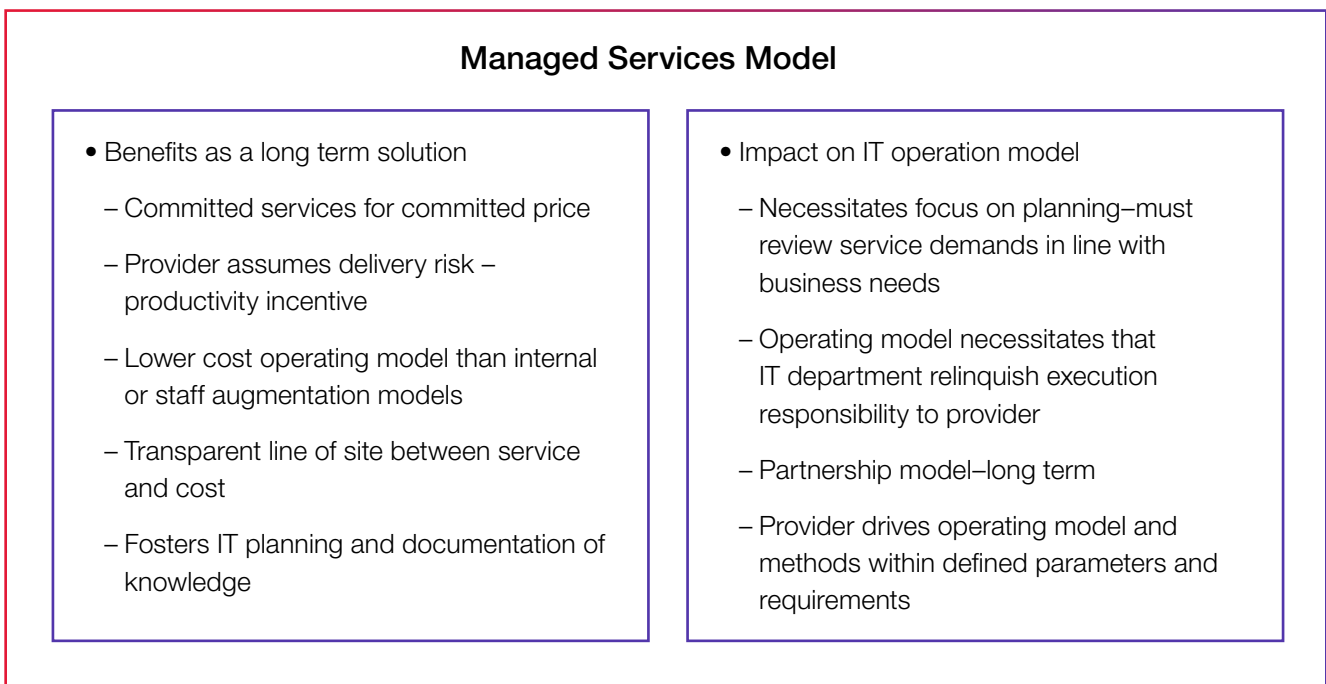 Managed Services Model
• Benefits as a long term solution
– Committed services for committed price
– Provider assumes delivery risk –
productivity incentive
– Lower cost operating model than internal
or staff augmentation models
– Transparent line of site between service
and cost
– Fosters IT planning and documentation of
knowledge
• Impact on IT operation model
– Necessitates focus on planning–must
review service demands in line with
business needs
– Operating model necessitates that
IT department relinquish execution
responsibility to provider
– Partnership model–long term
– Provider drives operating model and
methods within defined parameters and
requirements